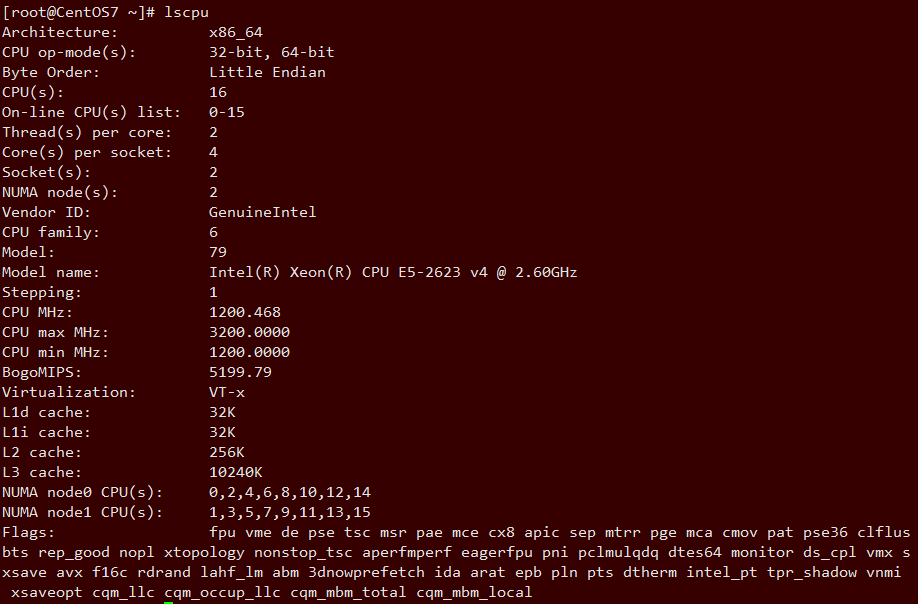 [root@CentOS7 ~]# lscpu
Architecture:          x86_64
CPU op-mode(s):        32-bit, 64-bit
Byte Order:            Little Endian
CPU(s):                16
On-line CPU(s) list:   0-15
Thread(s) per core:    2
Core(s) per socket:    4
Socket(s):             2
NUMA node(s):          2
Vendor ID:             GenuineIntel
CPU family:            6
Model:                 79
Model name:            Intel(R) Xeon(R) CPU E5-2623 v4 @ 2.60GHz
Stepping:              1
CPU MHz:               1200.468
CPU max MHz:           3200.0000
CPU min MHz:           1200.0000
BogoMIPS:              5199.79
Virtualization:        VT-x
L1d cache:             32K
L1i cache:             32K
L2 cache:              256K
L3 cache:              10240K
NUMA node0 CPU(s):     0,2,4,6,8,10,12,14
NUMA node1 CPU(s):     1,3,5,7,9,11,13,15
Flags:                 fpu vme de pse tsc msr pae mce cx8 apic sep mtrr pge mca cmov pat pse36 clflus
bts rep_good nopl xtopology nonstop_tsc aperfmperf eagerfpu pni pclmulqdq dtes64 monitor ds_cpl vmx s
xsave avx f16c rdrand lahf_lm abm 3dnowprefetch ida arat epb pln pts dtherm intel_pt tpr_shadow vnmi
 xsaveopt cqm_llc cqm_occup_llc cqm_mbm_total cqm_mbm_local